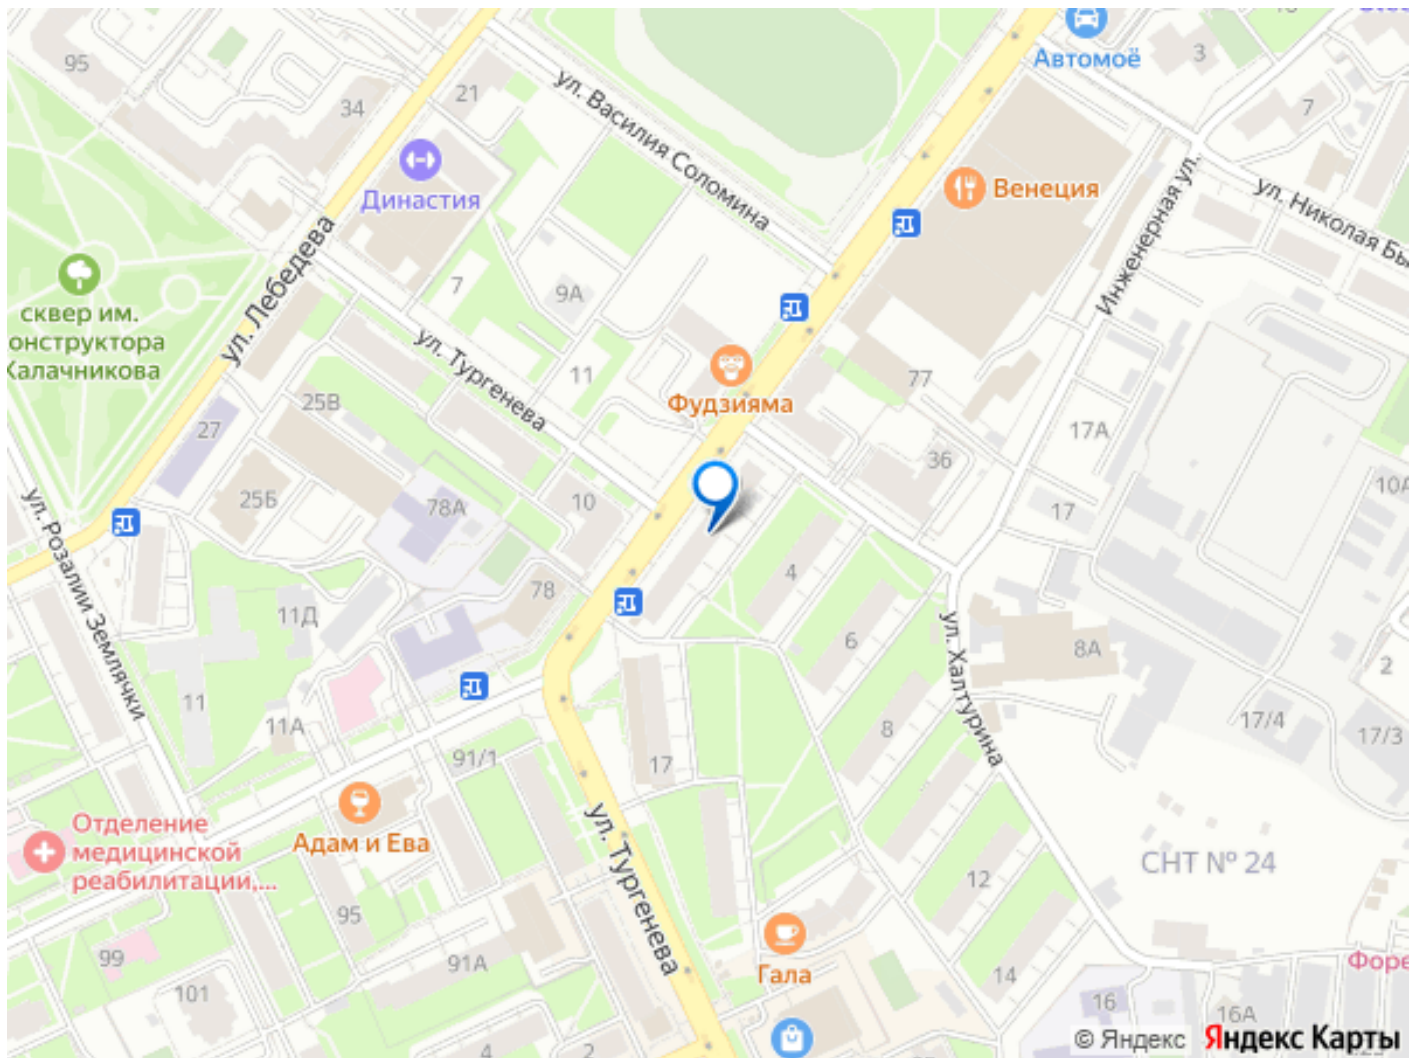 95
34
21
Династия
ул. Василия Соломина
Автомоё
3
7
Венеция
Инженерная ул.
ул. Николая Бы
ул. Лебедева
сквер им.
онструктора
Калачникова
7
9А
11
ул. Тургенева
Фудзияма
77
36
17А
17
10А
25В
27
25Б
78А
10
78
ул. Розалии Землячки
11Д
11
11А
91/1
4
6
8
17
ул. Халтурина
8А
2
17/4
17/3
Адам и Ева
Отделение
медицинской
реабилитации,...
ул. Тургенева
95
99
101
91А
12
14
СНТ № 24
Гала
Форе
16
16А
4
2
© Яндекс Яндекс Карты